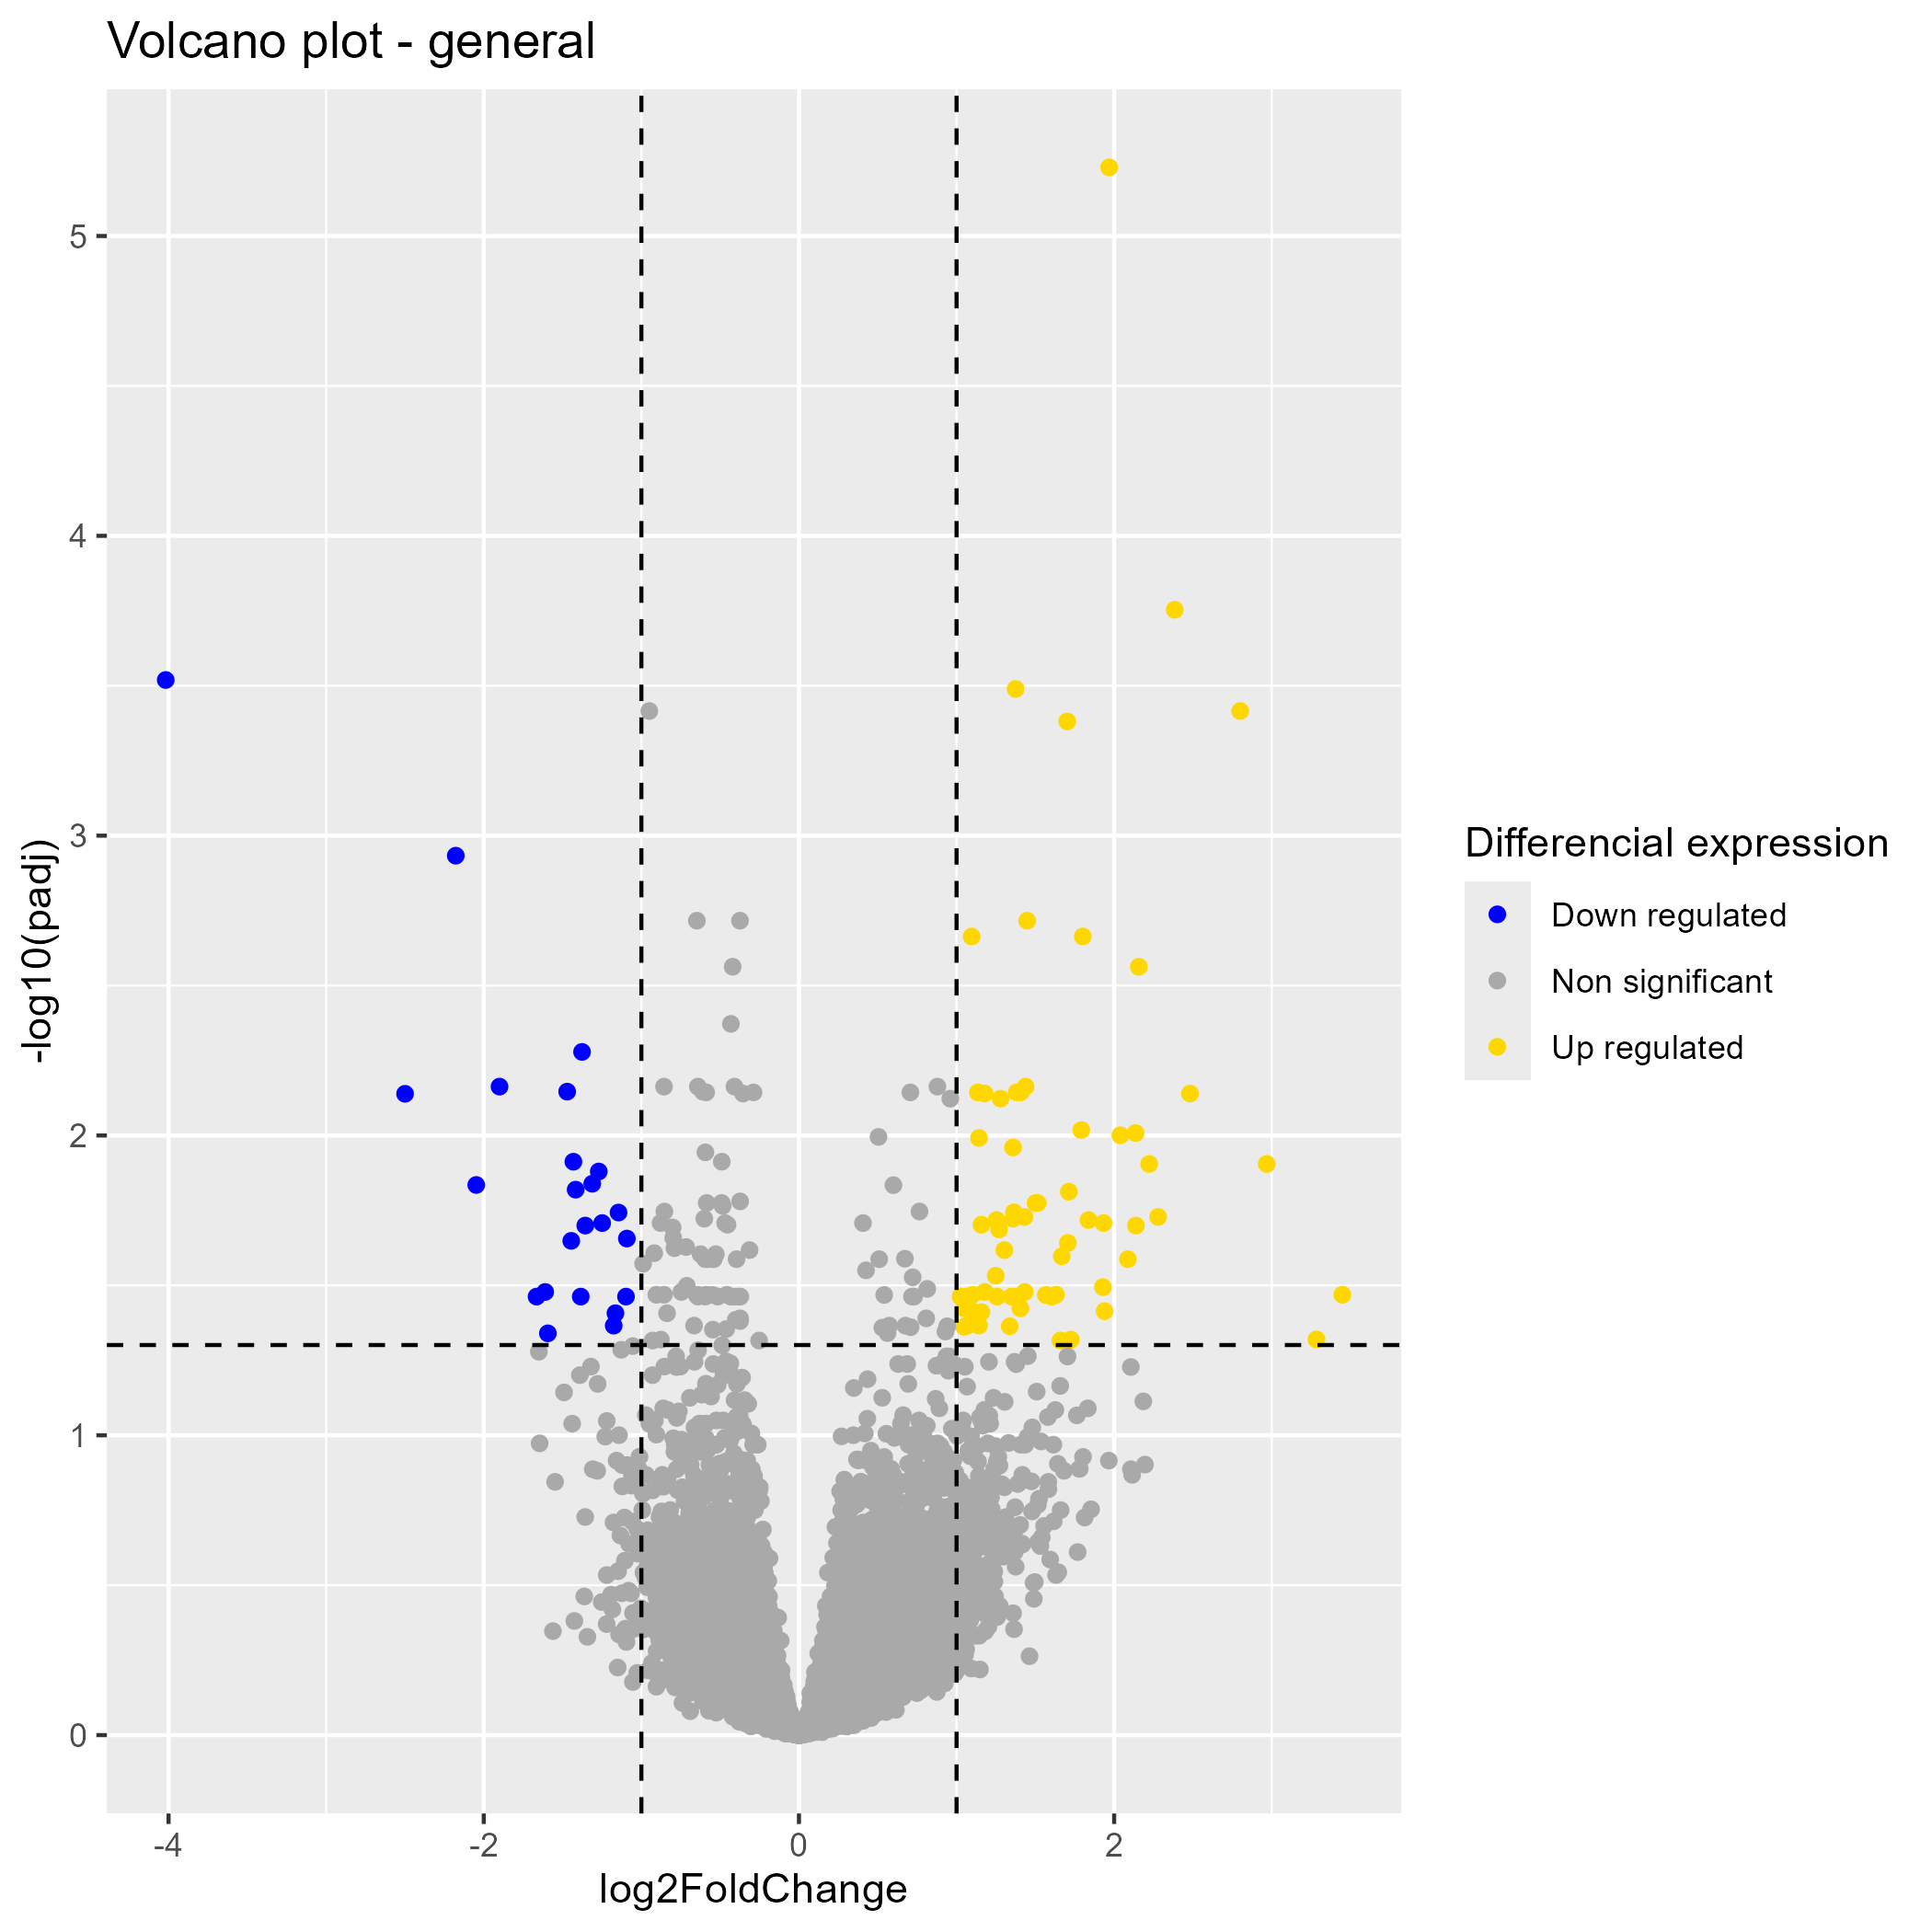 Volcano plot - general
5
4
3
2
1
0
-log10(padj)
-4
-2
0
2
log2FoldChange
Differencial expression
Down regulated
Non significant
Up regulated